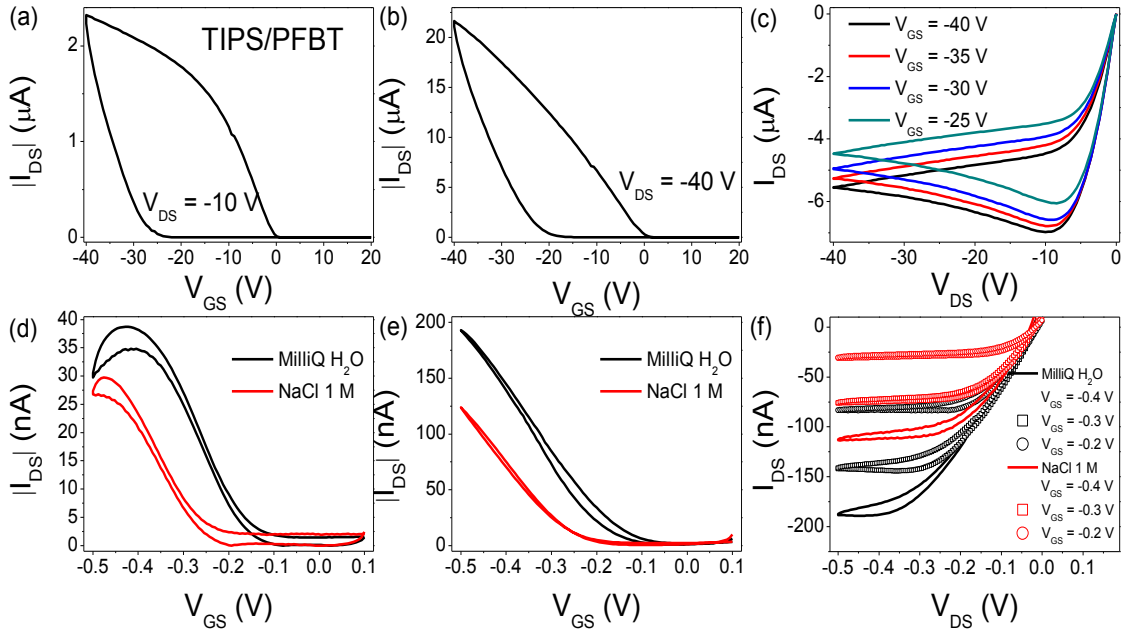 (a)
TIPS/PFBT
V_DS = -10 V
|I_DS| (μA)
2
1
0
-40 -30 -20 -10 0 10 20
V_GS (V)
(b)
V_DS = -40 V
|I_DS| (μA)
20
15
10
5
0
-40 -30 -20 -10 0 10 20
V_GS (V)
(c)
V_GS = -40 V
V_GS = -35 V
V_GS = -30 V
V_GS = -25 V
I_DS (μA)
0
-2
-4
-6
-40 -30 -20 -10 0
V_DS (V)
(d)
MilliQ H₂O
NaCl 1 M
|I_DS| (nA)
40
35
30
25
20
15
10
5
0
-0.5 -0.4 -0.3 -0.2 -0.1 0.0 0.1
V_GS (V)
(e)
MilliQ H₂O
NaCl 1 M
|I_DS| (nA)
200
150
100
50
0
-0.5 -0.4 -0.3 -0.2 -0.1 0.0 0.1
V_GS (V)
(f)
MilliQ H₂O
V_GS = -0.4 V
V_GS = -0.3 V
V_GS = -0.2 V
NaCl 1 M
V_GS = -0.4 V
V_GS = -0.3 V
V_GS = -0.2 V
I_DS (nA)
0
-50
-100
-150
-200
-0.5 -0.4 -0.3 -0.2 -0.1 0.0 0.1
V_DS (V)